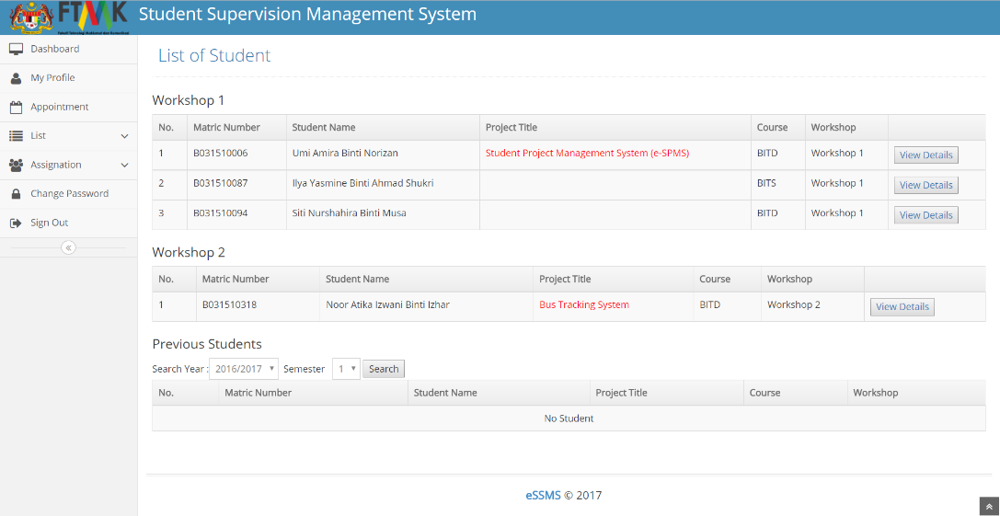 FTMK Student Supervision Management System
Dashboard
My Profile
Appointment
List
Assignation
Change Password
Sign Out
List of Student
Workshop 1
No. Matric Number Student Name Project Title Course Workshop
1 B031510006 Umi Amira Binti Norizan Student Project Management System (e-SPMS) BITD Workshop 1 View Details
2 B031510087 Ilya Yasmine Binti Ahmad Shukri BITS Workshop 1 View Details
3 B031510094 Siti Nurshahira Binti Musa BITD Workshop 1 View Details
Workshop 2
No. Matric Number Student Name Project Title Course Workshop
1 B031510318 Noor Atika Izwani Binti Izhar Bus Tracking System BITD Workshop 2 View Details
Previous Students
Search Year : 2016/2017 Semester 1 Search
No. Matric Number Student Name Project Title Course Workshop
No Student
eSSMS © 2017